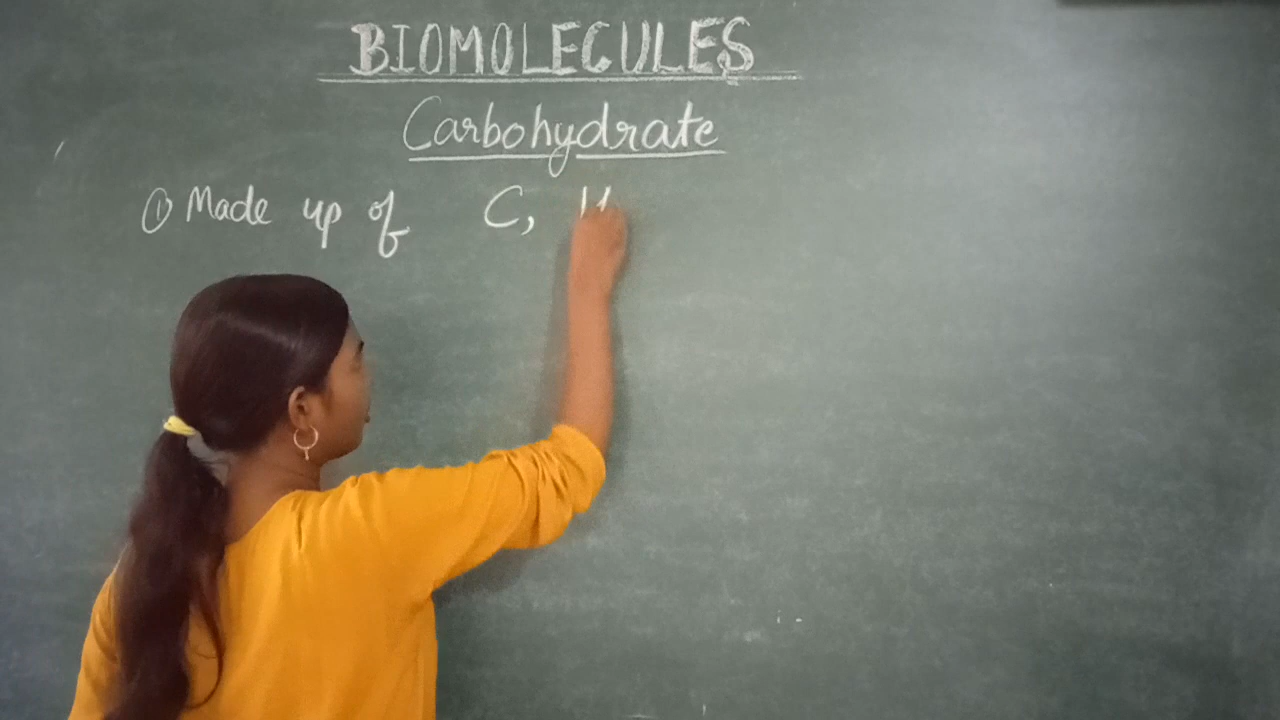 BIOMOLECULES
Carbohydrate
① Made up of C, H